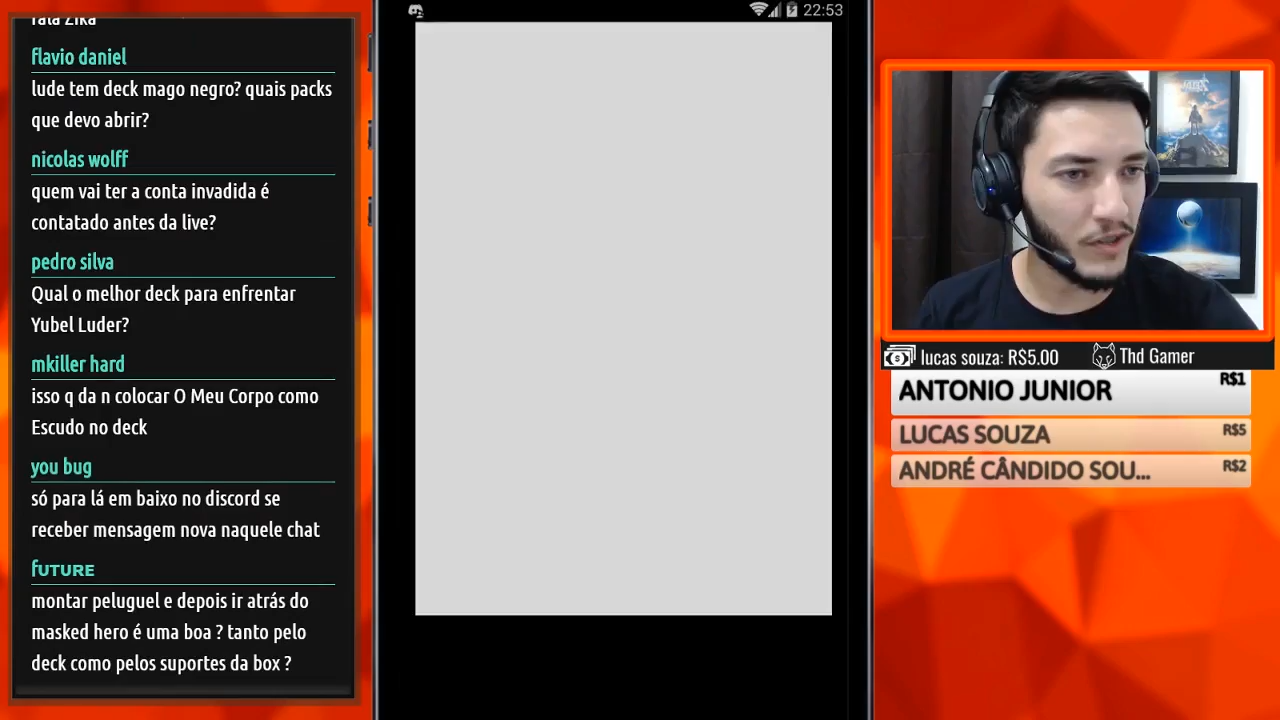 flavio daniel
lude tem deck mago negro? quais packs
que devo abrir?
nicolas wolff
quem vai ter a conta invadida é
contatado antes da live?
pedro silva
Qual o melhor deck para enfrentar
Yubel Luder?
mkiller hard
isso q da n colocar O Meu Corpo como
Escudo no deck
you bug
só para lá em baixo no discord se
receber mensagem nova naquele chat
fᴜᴛᴜʀᴇ
montar peluguel e depois ir atrás do
masked hero é uma boa ? tanto pelo
deck como pelos suportes da box ?
22:53
lucas souza: R$5.00
Thd Gamer
ANTONIO JUNIOR R$1
LUCAS SOUZA R$5
ANDRÉ CÂNDIDO SOU... R$2